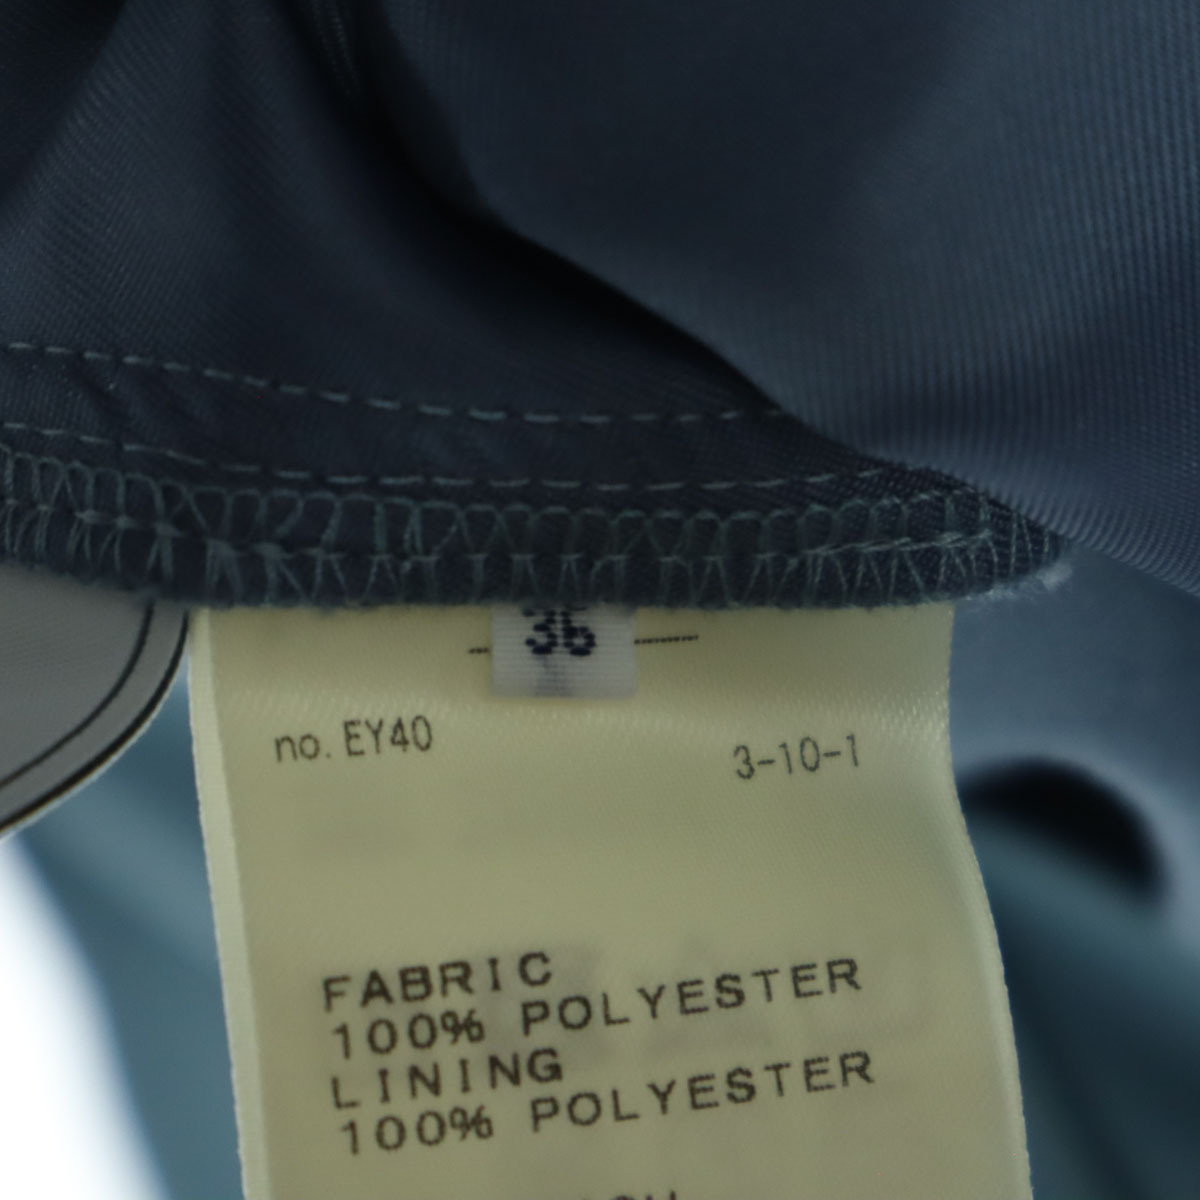 36
no. EY40 3-10-1
FABRIC
100% POLYESTER
LINING
100% POLYESTER